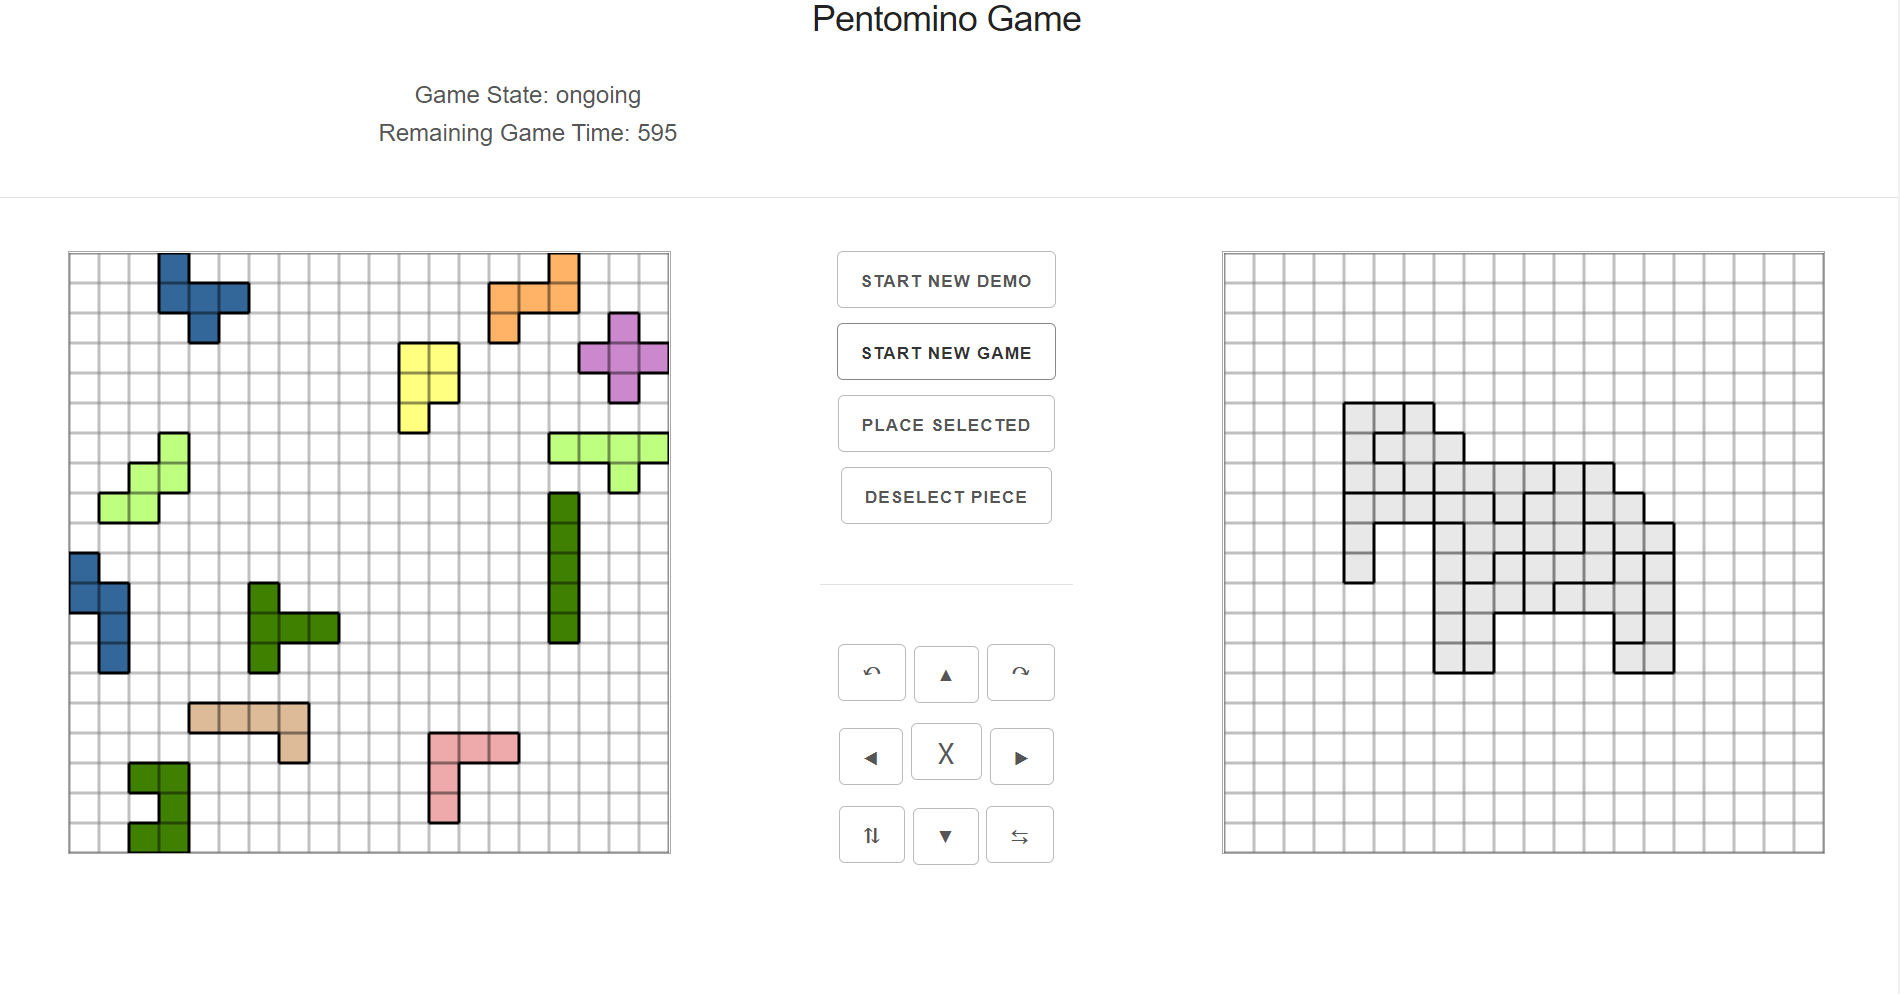 Pentomino Game
Game State: ongoing
Remaining Game Time: 595
START NEW DEMO
START NEW GAME
PLACE SELECTED
DESELECT PIECE
X